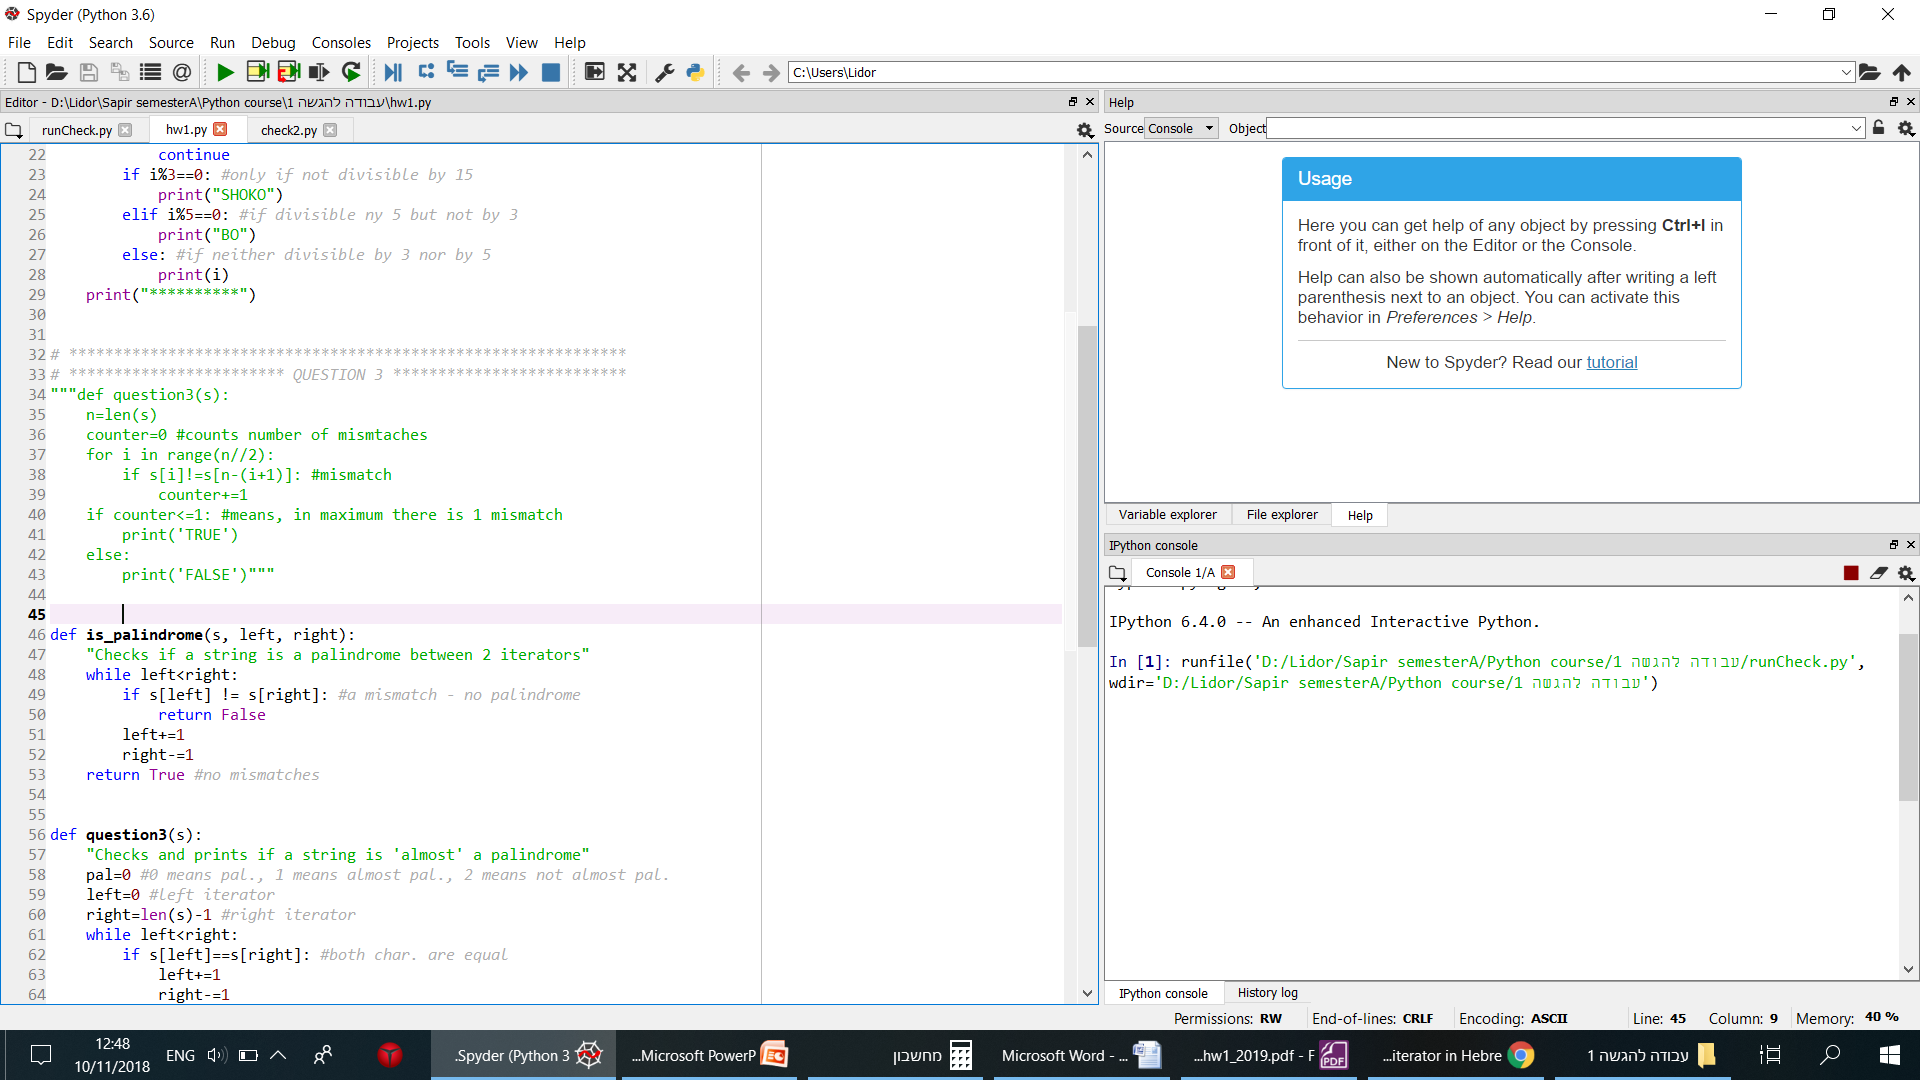 Spyder (Python 3.6)
File Edit Search Source Run Debug Consoles Projects Tools View Help
C:\Users\Lidor
Editor - D:\Lidor\Sapir semesterA\Python course\1 עבודה להגשה\hw1.py
runCheck.py hw1.py check2.py
22 continue
23 if i%3==0: #only if not divisible by 15
24 print("SHOKO")
25 elif i%5==0: #if divisible ny 5 but not by 3
26 print("BO")
27 else: #if neither divisible by 3 nor by 5
28 print(i)
29 print("**********")
30
31
32 # **************************************************************
33 # ************************ QUESTION 3 **************************
34 """def question3(s):
35 n=len(s)
36 counter=0 #counts number of mismtaches
37 for i in range(n//2):
38 if s[i]!=s[n-(i+1)]: #mismatch
39 counter+=1
40 if counter<=1: #means, in maximum there is 1 mismatch
41 print('TRUE')
42 else:
43 print('FALSE')"""
44
45
46 def is_palindrome(s, left, right):
47 "Checks if a string is a palindrome between 2 iterators"
48 while left<right:
49 if s[left] != s[right]: #a mismatch - no palindrome
50 return False
51 left+=1
52 right-=1
53 return True #no mismatches
54
55
56 def question3(s):
57 "Checks and prints if a string is 'almost' a palindrome"
58 pal=0 #0 means pal., 1 means almost pal., 2 means not almost pal.
59 left=0 #left iterator
60 right=len(s)-1 #right iterator
61 while left<right:
62 if s[left]==s[right]: #both char. are equal
63 left+=1
64 right-=1
Help
Source Console Object
Usage
Here you can get help of any object by pressing Ctrl+I in
front of it, either on the Editor or the Console.
Help can also be shown automatically after writing a left
parenthesis next to an object. You can activate this
behavior in Preferences > Help.
New to Spyder? Read our tutorial
Variable explorer File explorer Help
IPython console
Console 1/A
IPython 6.4.0 -- An enhanced Interactive Python.
In [1]: runfile('D:/Lidor/Sapir semesterA/Python course/1 עבודה להגשה/runCheck.py',
wdir='D:/Lidor/Sapir semesterA/Python course/1 עבודה להגשה')
IPython console History log
Permissions: RW End-of-lines: CRLF Encoding: ASCII Line: 45 Column: 9 Memory: 40 %
12:48
10/11/2018
ENG
.Spyder (Python 3
...Microsoft PowerP
מחשבון
Microsoft Word - ...
...hw1_2019.pdf - F
...iterator in Hebre
עבודה להגשה 1